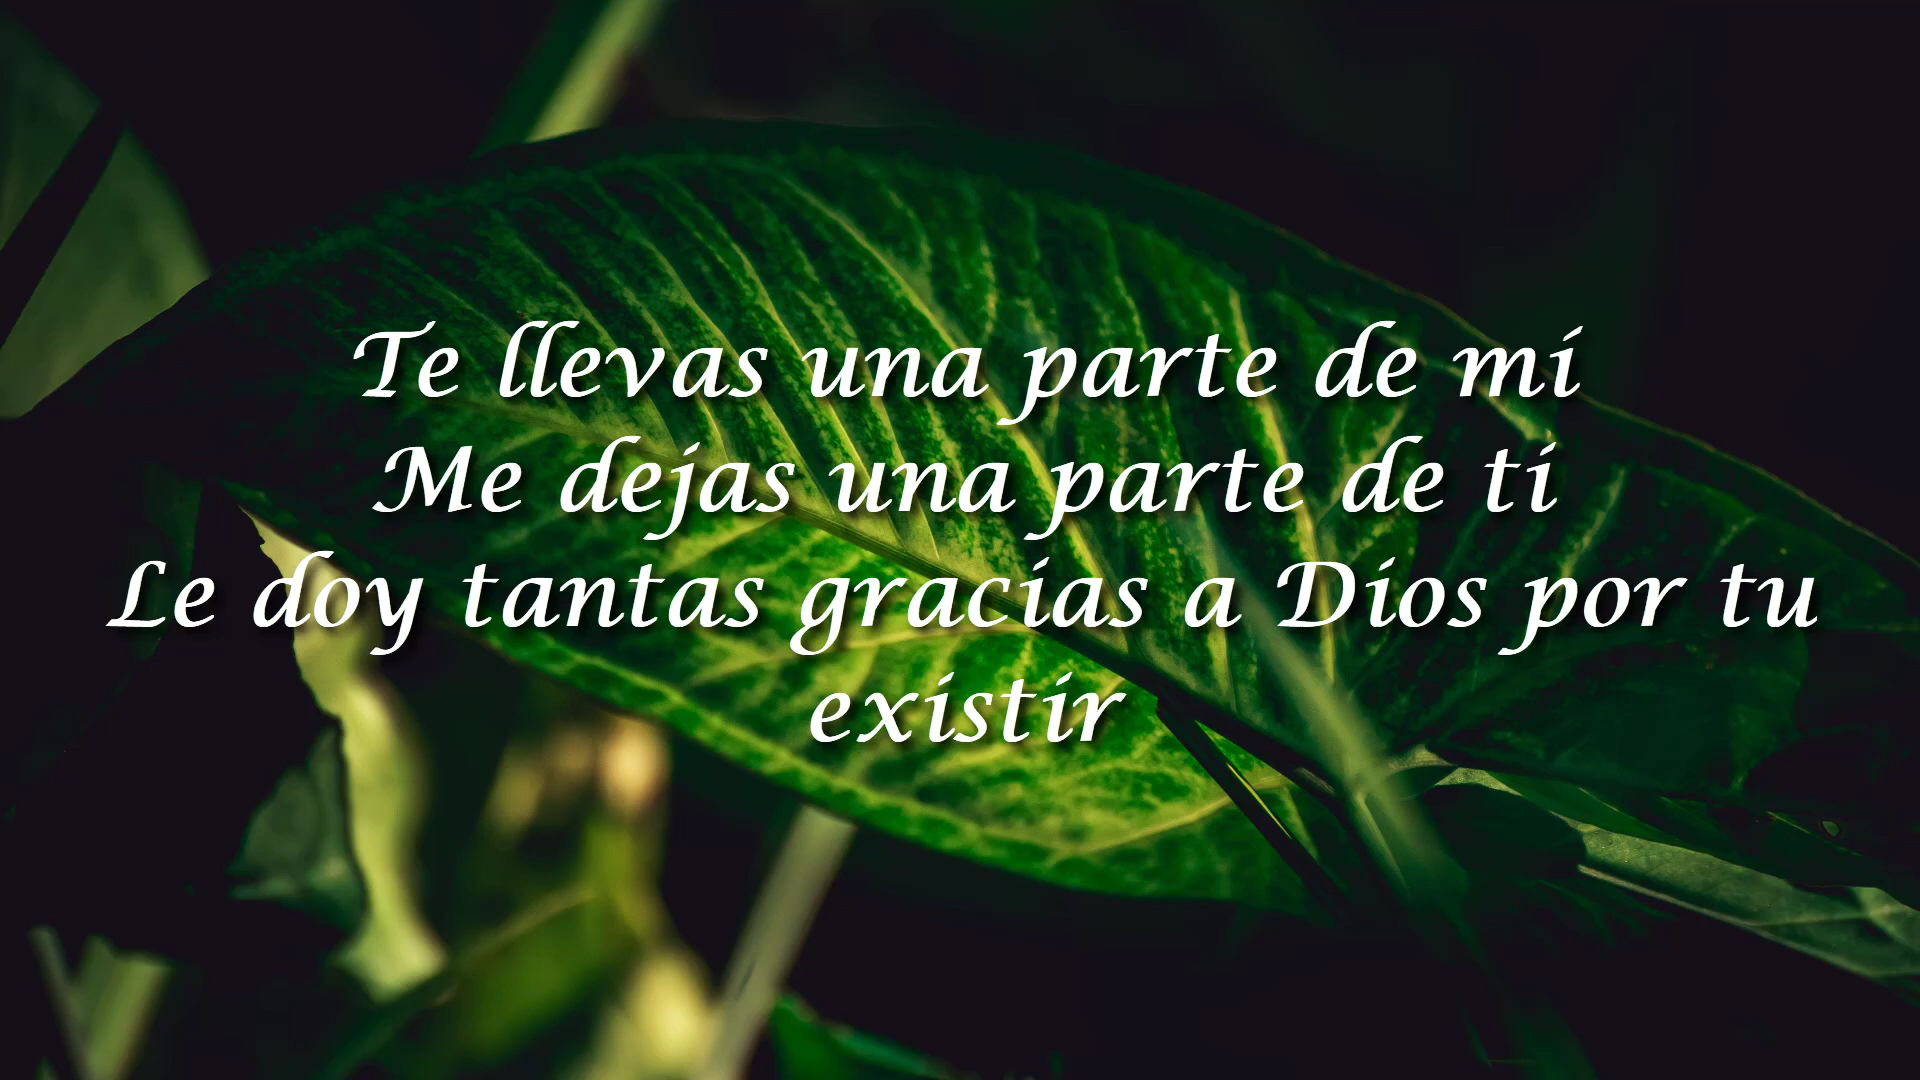 Te llevas una parte de mí
Me dejas una parte de ti
Le doy tantas gracias a Dios por tu
existir